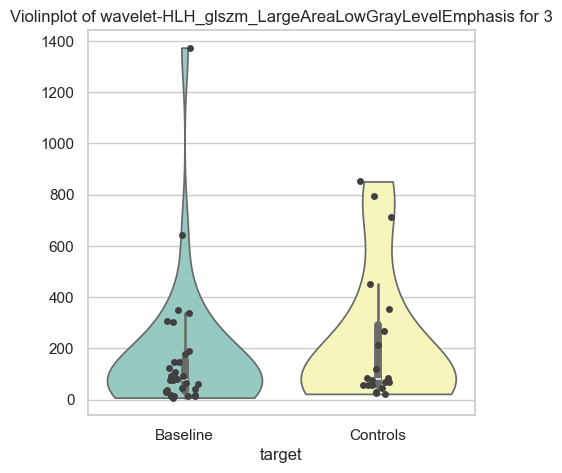 Violinplot of wavelet-HLH_glszm_LargeAreaLowGrayLevelEmphasis for 3
1400
1200
1000
800
600
400
200
0
Baseline Controls
target